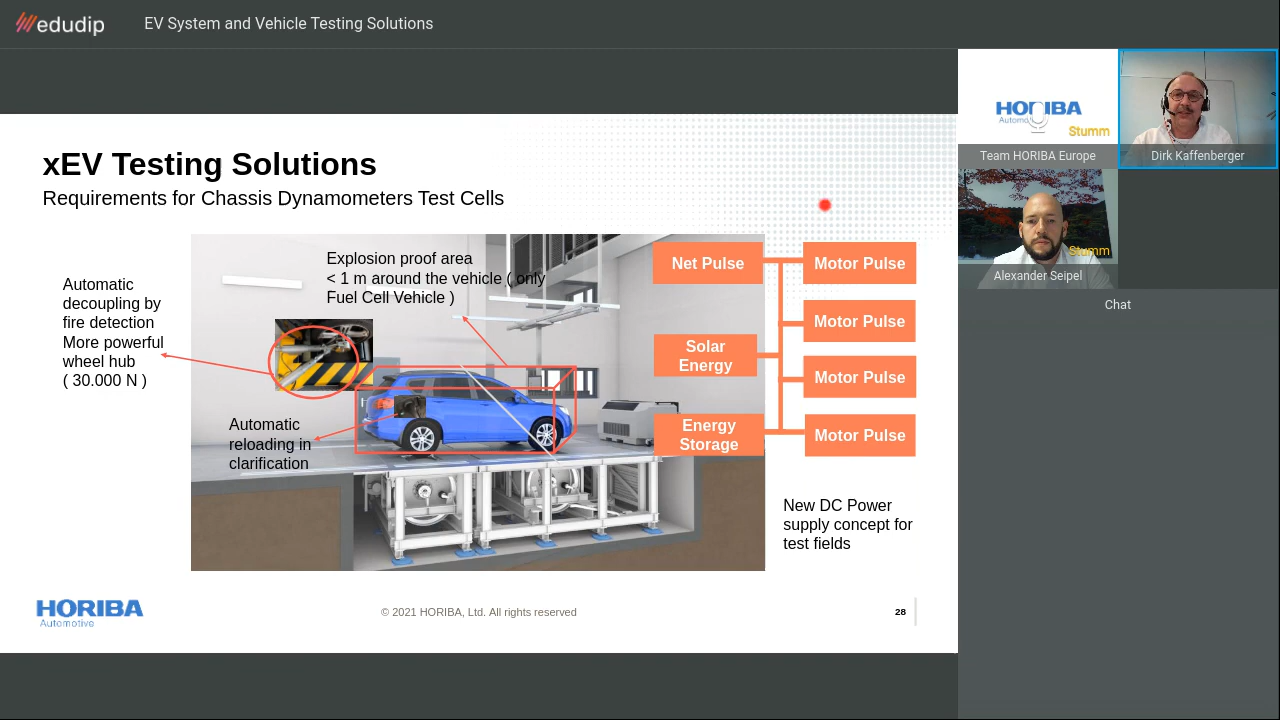 edudip
EV System and Vehicle Testing Solutions
HORIBA
Stumm
Team HORIBA Europe
Dirk Kaffenberger
Stumm
Alexander Seipel
Chat
xEV Testing Solutions
Requirements for Chassis Dynamometers Test Cells
Explosion proof area
< 1 m around the vehicle ( only
Fuel Cell Vehicle )
Automatic
decoupling by
fire detection
More powerful
wheel hub
( 30.000 N )
Automatic
reloading in
clarification
Net Pulse
Motor Pulse
Motor Pulse
Solar
Energy
Motor Pulse
Energy
Storage
Motor Pulse
New DC Power
supply concept for
test fields
HORIBA
Automotive
© 2021 HORIBA, Ltd. All rights reserved
28